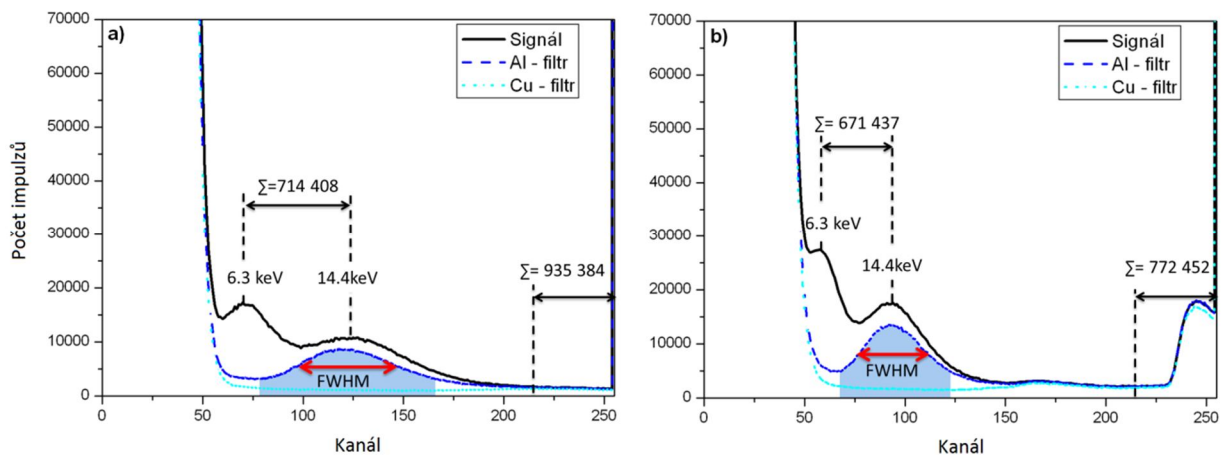 a)
Signál
Al - filtr
Cu - filtr
70000
60000
50000
40000
30000
20000
10000
0
Počet impulzů
∑=714 408
6.3 keV
14.4keV
∑= 935 384
FWHM
0
50
100
150
200
250
Kanál
b)
Signál
Al - filtr
Cu - filtr
70000
60000
50000
40000
30000
20000
10000
0
∑= 671 437
6.3 keV
14.4keV
∑= 772 452
FWHM
0
50
100
150
200
250
Kanál